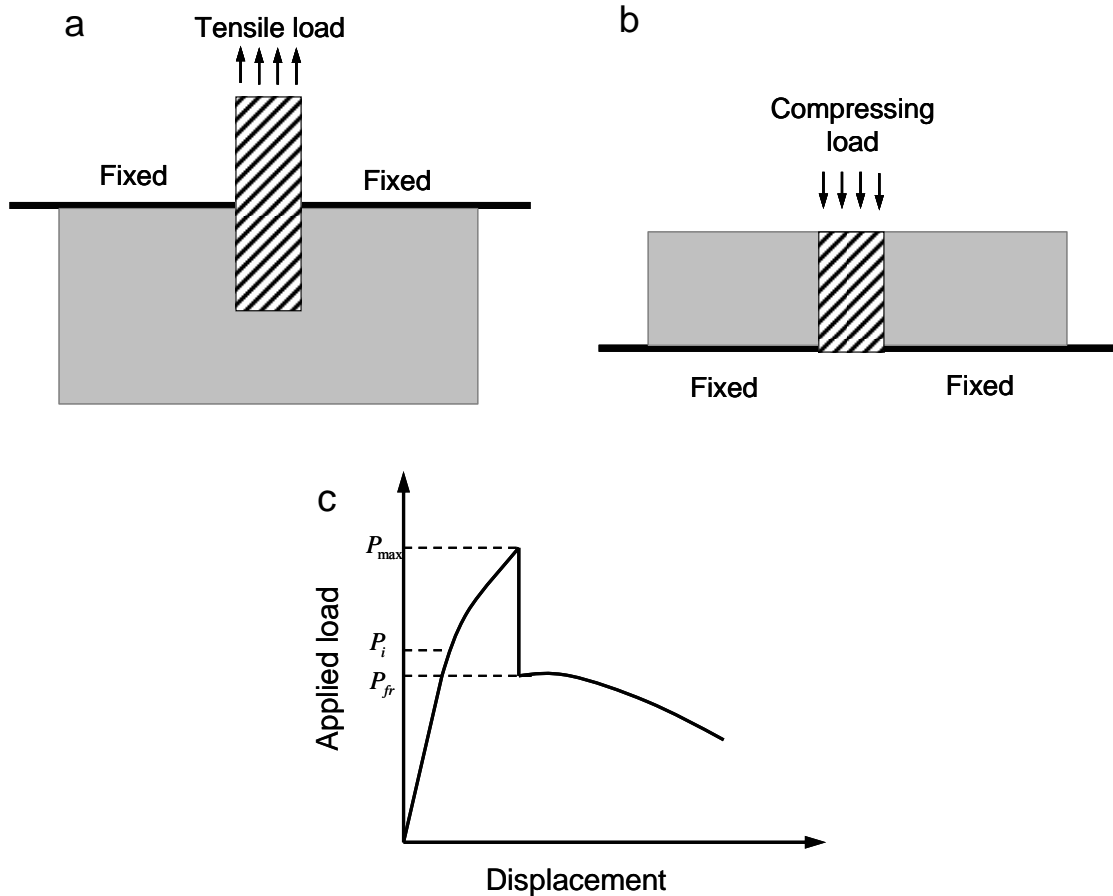 a
Tensile load
Fixed
Fixed
b
Compressing
load
Fixed
Fixed
c
Applied load
P_max
P_i
P_fr
Displacement